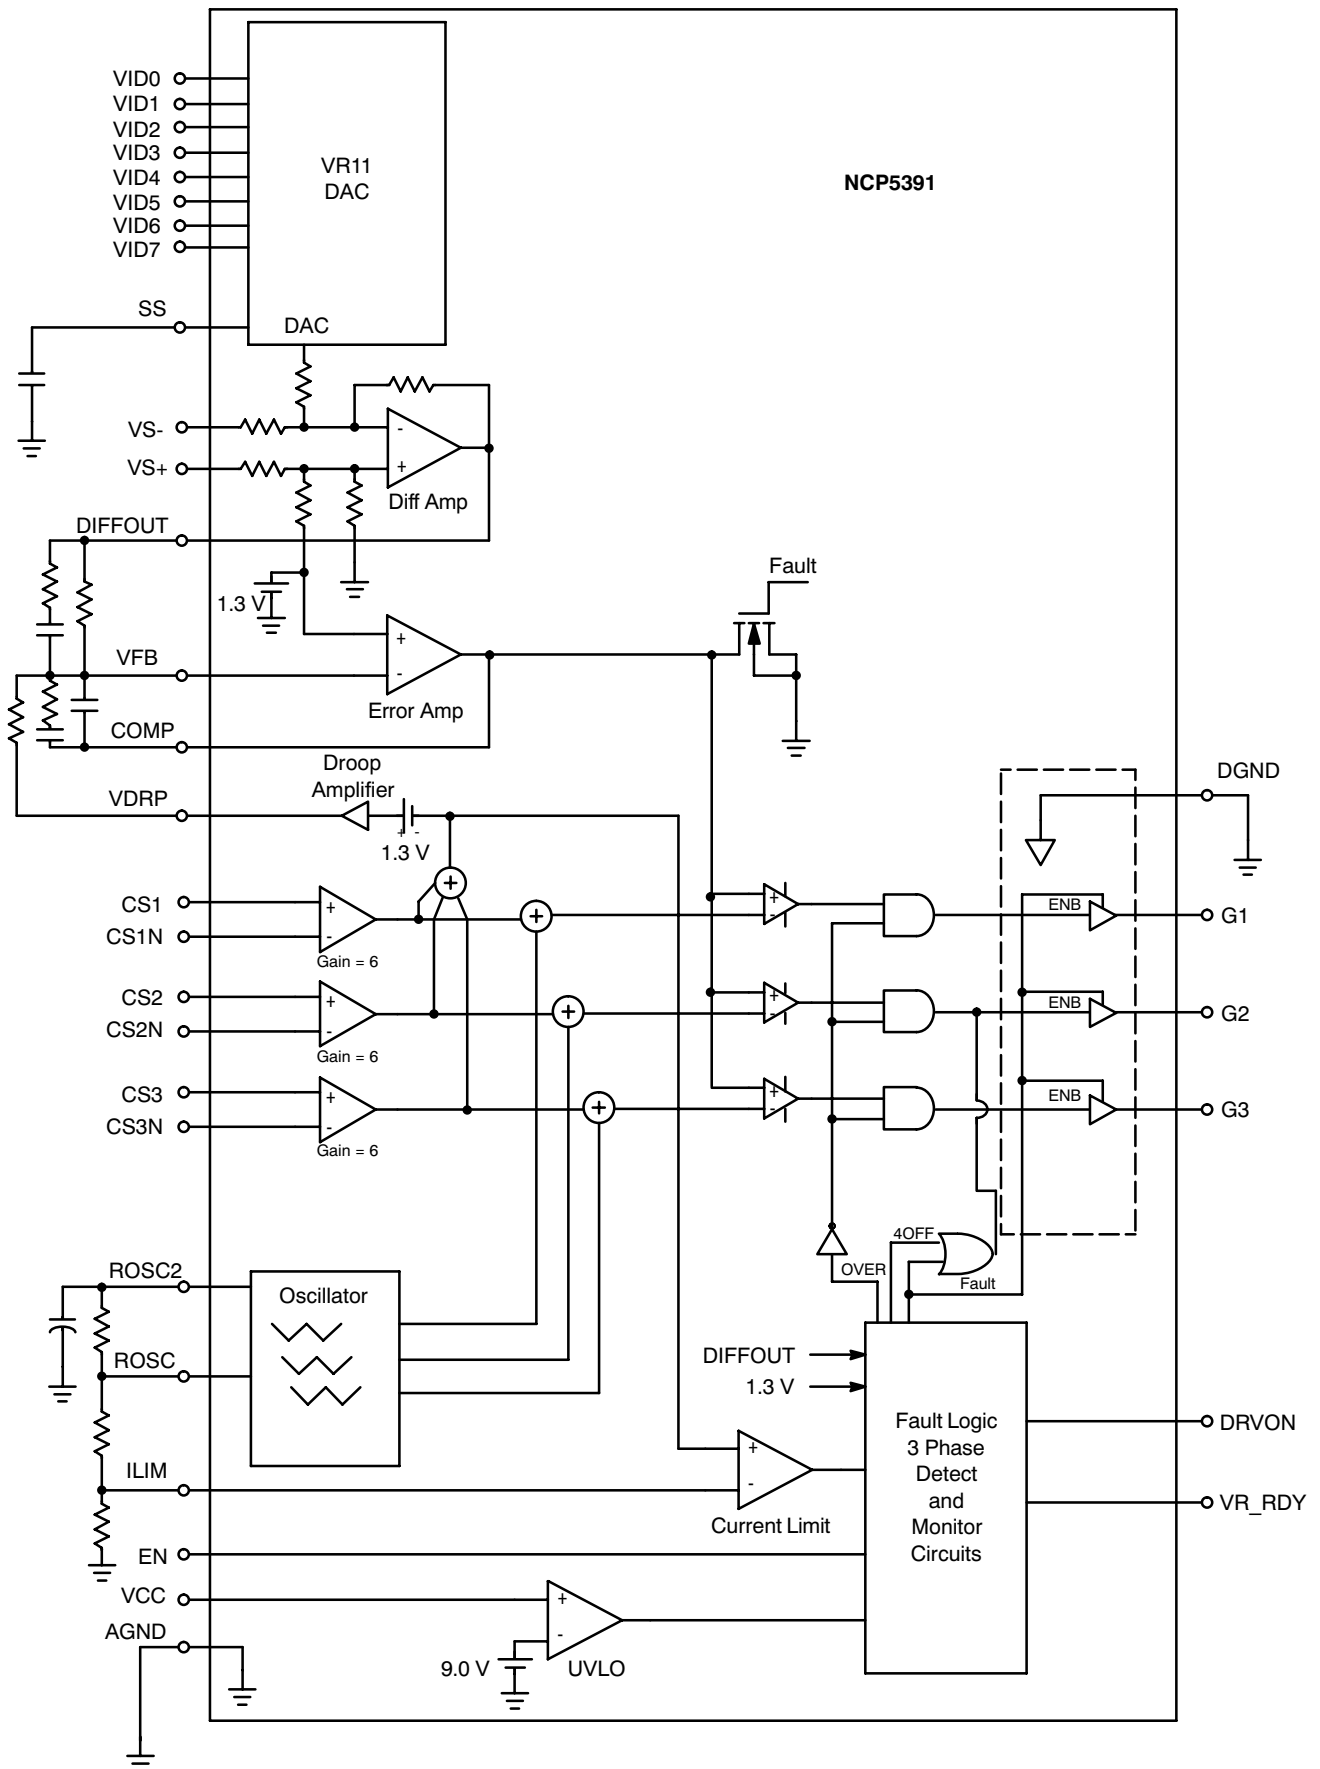 VID0
VID1
VID2
VID3
VID4
VID5
VID6
VID7
VR11
DAC
NCP5391
SS
DAC
VS-
VS+
-
+
Diff Amp
DIFFOUT
1.3 V
Fault
VFB
+
-
Error Amp
COMP
Droop
Amplifier
VDRP
+ -
1.3 V
DGND
+
CS1
CS1N
+
-
Gain = 6
+
+
-
ENB
G1
CS2
CS2N
+
-
Gain = 6
+
+
-
ENB
G2
CS3
CS3N
+
-
Gain = 6
+
+
-
ENB
G3
4OFF
OVER
Fault
ROSC2
Oscillator
ROSC
DIFFOUT
1.3 V
Fault Logic
3 Phase
Detect
and
Monitor
Circuits
DRVON
VR_RDY
ILIM
+
-
Current Limit
EN
VCC
AGND
+
-
9.0 V
UVLO